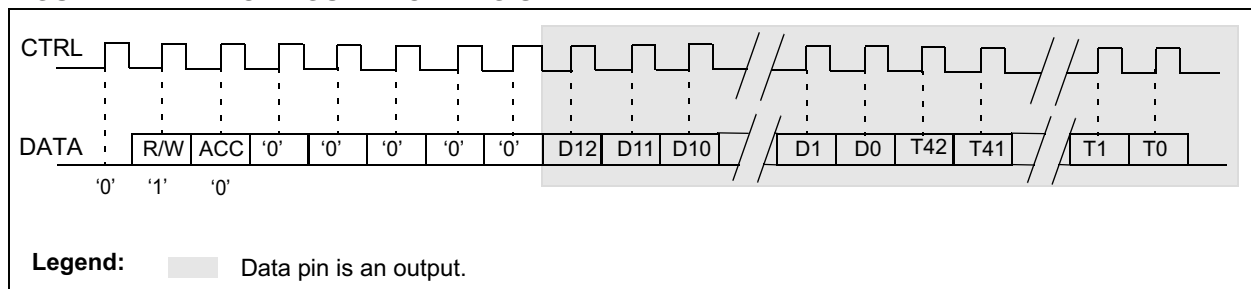 CTRL
DATA R/W ACC ‘0’ ‘0’ ‘0’ ‘0’ ‘0’ D12 D11 D10 D1 D0 T42 T41 T1 T0
‘0’ ‘1’ ‘0’
Legend: Data pin is an output.